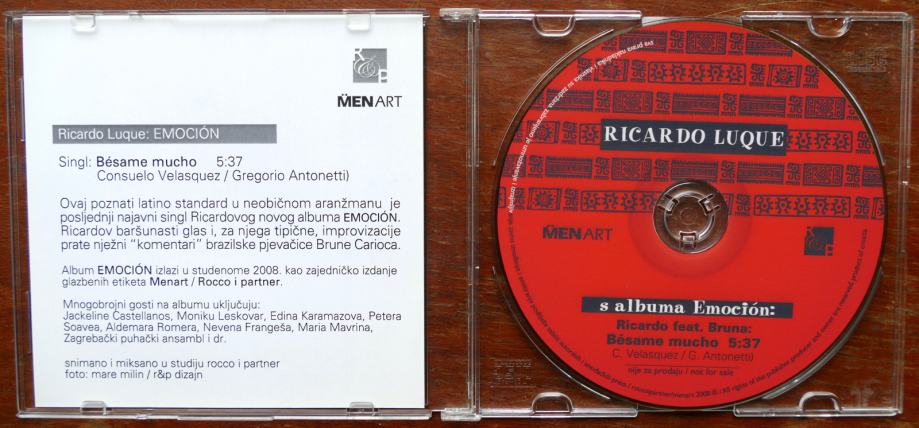 R&P
MENART
Ricardo Luque: EMOCIÓN
Singl: Bésame mucho 5:37
Consuelo Velasquez / Gregorio Antonetti)
Ovaj poznati latino standard u neobičnom aranžmanu je
posljednji najavni singl Ricardovog novog albuma EMOCIÓN.
Ricardov baršunasti glas i, za njega tipične, improvizacije
prate nježni “komentari” brazilske pjevačice Brune Carioca.
Album EMOCIÓN izlazi u studenome 2008. kao zajedničko izdanje
glazbenih etiketa Menart / Rocco i partner.
Mnogobrojni gosti na albumu uključuju:
Jackeline Castellanos, Moniku Leskovar, Edina Karamazova, Petera
Soavea, Aldemara Romera, Nevena Frangeša, Maria Mavrina,
Zagrebački puhački ansambl i dr.
snimano i miksano u studiju rocco i partner
foto: mare milin / r&p dizajn
RICARDO LUQUE
MENART
R&P
s albuma Emoción:
Ricardo feat. Bruna:
Bésame mucho 5:37
C. Velasquez / G. Antonetti)
nije za prodaju / not for sale